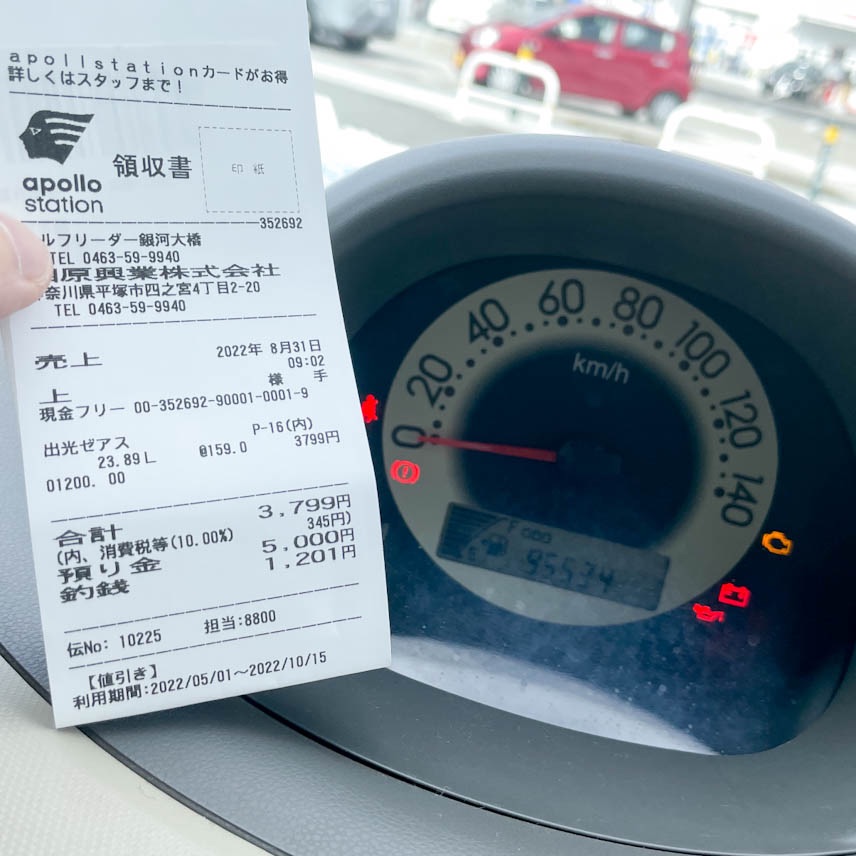 apollstationカードがお得
詳しくはスタッフまで!
apollo
station
領収書
印紙
352692
ルフリーダー銀河大橋
TEL 0463-59-9940
原興業株式会社
奈川県平塚市四之宮4丁目2-20
TEL 0463-59-9940
売上 2022年 8月31日
09:02
上 様 手
現金フリー 00-352692-90001-0001-9
P-16(内)
出光ゼアス
23.89L @159.0 3799円
01200.00
合計 3,799円
(内、消費税等(10.00%) 345円)
預り金 5,000円
釣銭 1,201円
伝No: 10225 担当:8800
【値引き】
利用期間:2022/05/01~2022/10/15
0 20 40 60 80 100 120 140
km/h
F
E
95534